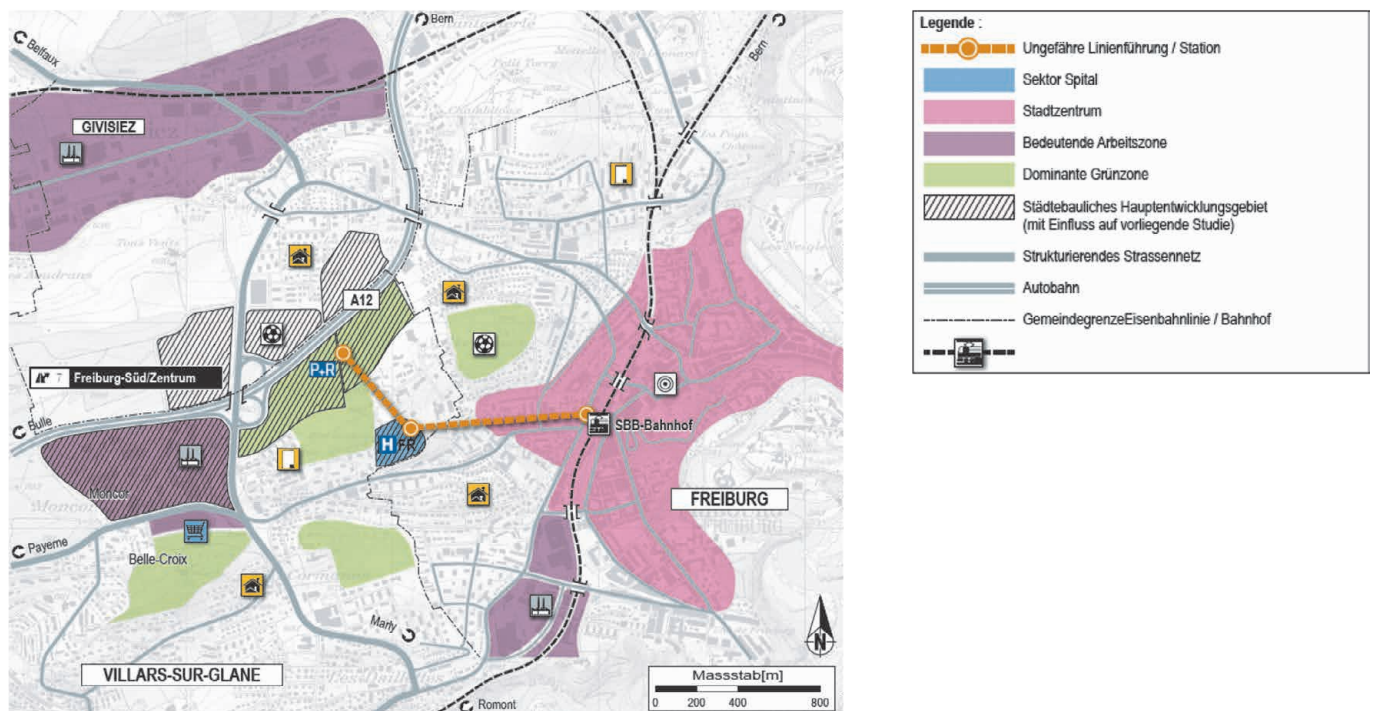 Belfaux
Bern
Bern
GIVISIEZ
A12
P+R
7 Freiburg-Süd/Zentrum
Bulle
H FR
SBB-Bahnhof
Moncor
Moncor
FREIBURG
Payerne
Belle-Croix
Marly
VILLARS-SUR-GLANE
Romont
N
Massstab[m]
0 200 400 800
Legende :
Ungefähre Linienführung / Station
Sektor Spital
Stadtzentrum
Bedeutende Arbeitszone
Dominante Grünzone
Städtebauliches Hauptentwicklungsgebiet
(mit Einfluss auf vorliegende Studie)
Strukturierendes Strassennetz
Autobahn
GemeindegrenzeEisenbahnlinie / Bahnhof